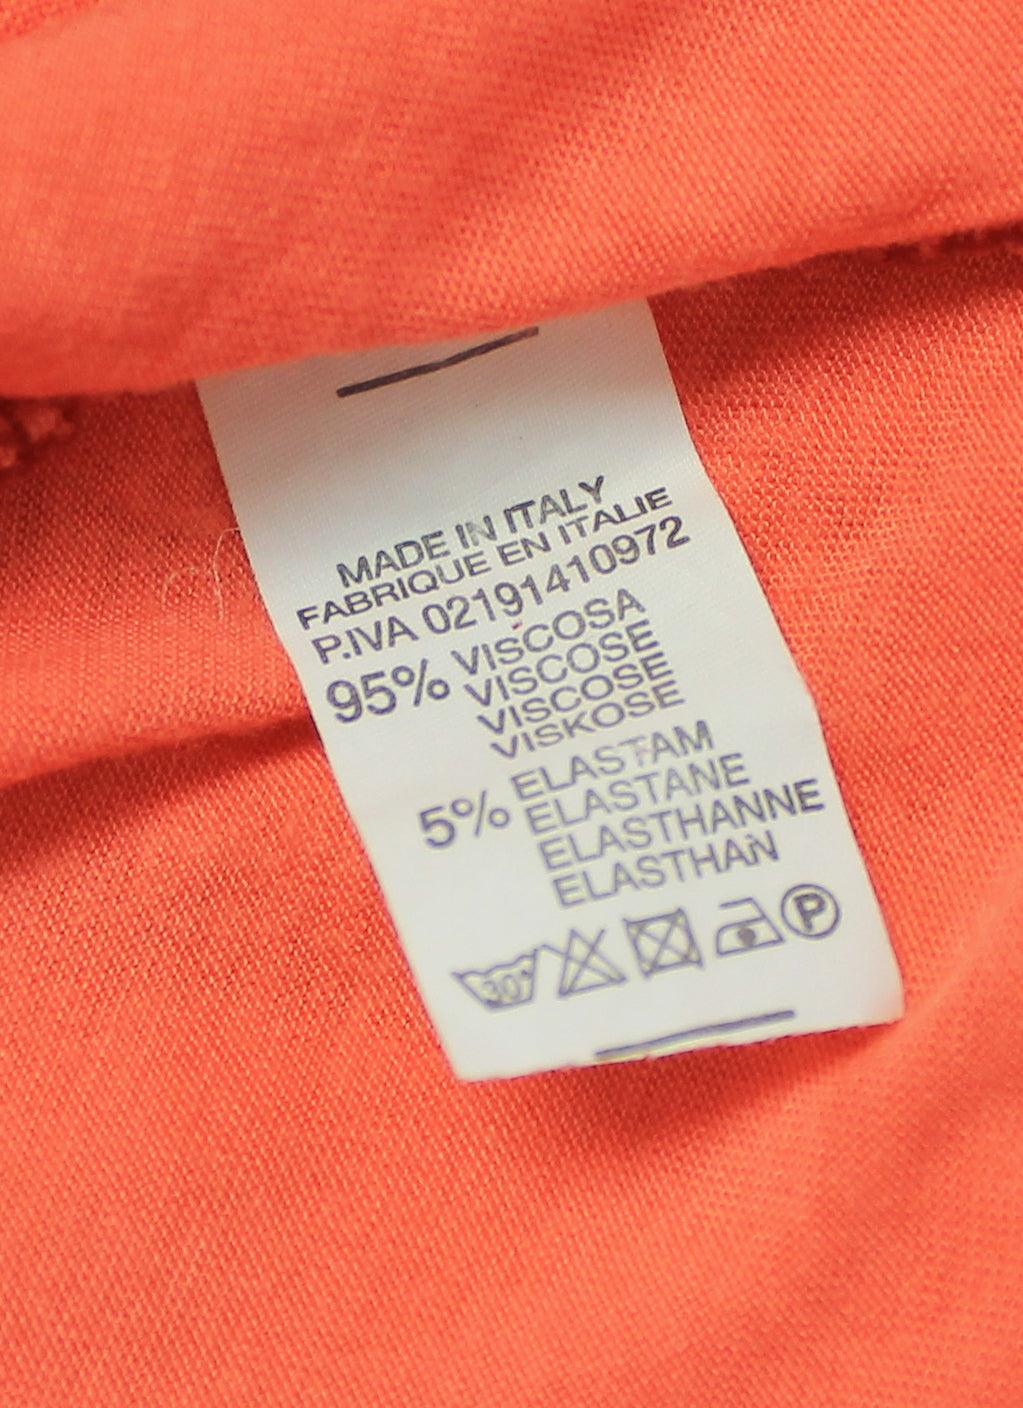 MADE IN ITALY
FABRIQUE EN ITALIE
P.IVA 02191410972
95% VISCOSA
VISCOSE
VISCOSE
VISKOSE
5% ELASTAM
ELASTANE
ELASTHANNE
ELASTHAN
30° P